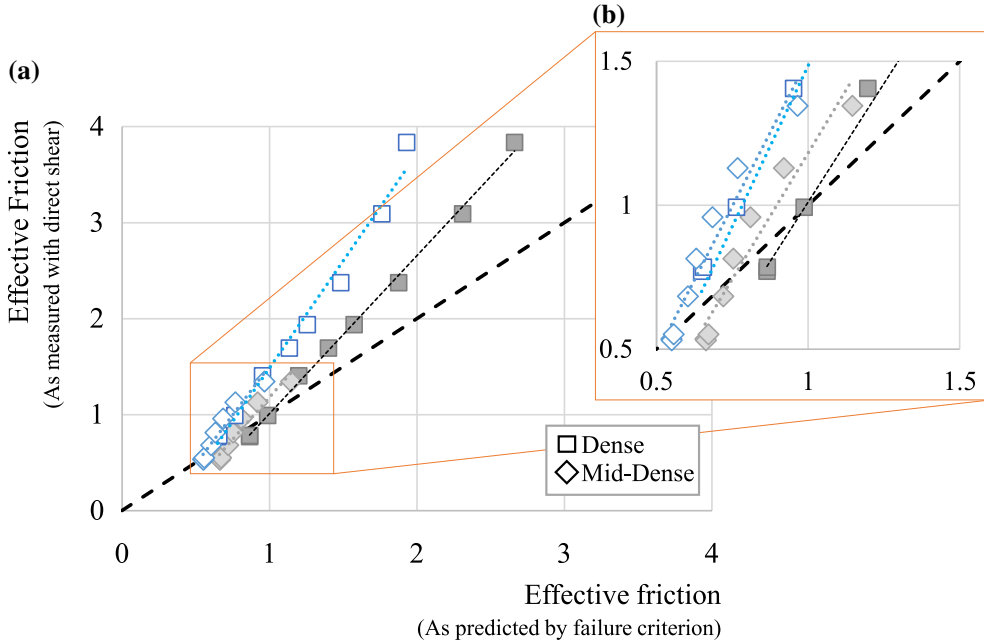 (b)
(a)
Effective Friction
(As measured with direct shear)
4
3
2
1
0
0
1
2
3
4
Effective friction
(As predicted by failure criterion)
1.5
1
0.5
0.5
1
1.5
Dense
Mid-Dense